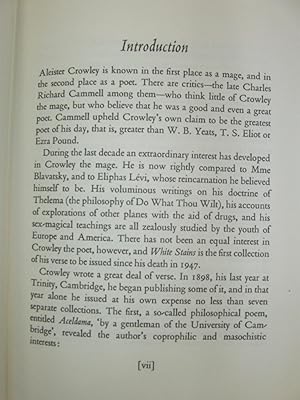 Introduction
Aleister Crowley is known in the first place as a mage, and in
the second place as a poet. There are critics—the late Charles
Richard Cammell among them—who think little of Crowley
the mage, but who believe that he was a good and even a great
poet. Cammell upheld Crowley's own claim to be the greatest
poet of his day, that is, greater than W. B. Yeats, T. S. Eliot or
Ezra Pound.
During the last decade an extraordinary interest has developed
in Crowley the mage. He is now rightly compared to Mme
Blavatsky, and to Eliphas Lévi, whose reincarnation he believed
himself to be. His voluminous writings on his doctrine of
Thelema (the philosophy of Do What Thou Wilt), his accounts
of explorations of other planes with the aid of drugs, and his
sex-magical teachings are all zealously studied by the youth of
Europe and America. There has not been an equal interest in
Crowley the poet, however, and White Stains is the first collection
of his verse to be issued since his death in 1947.
Crowley wrote a great deal of verse. In 1898, his last year at
Trinity, Cambridge, he began publishing some of it, and in that
year alone he issued at his own expense no less than seven
separate collections. The first, a so-called philosophical poem,
entitled Aceldama, 'by a gentleman of the University of Cam-
bridge', revealed the author's coprophilic and masochistic
interests:
[vii]